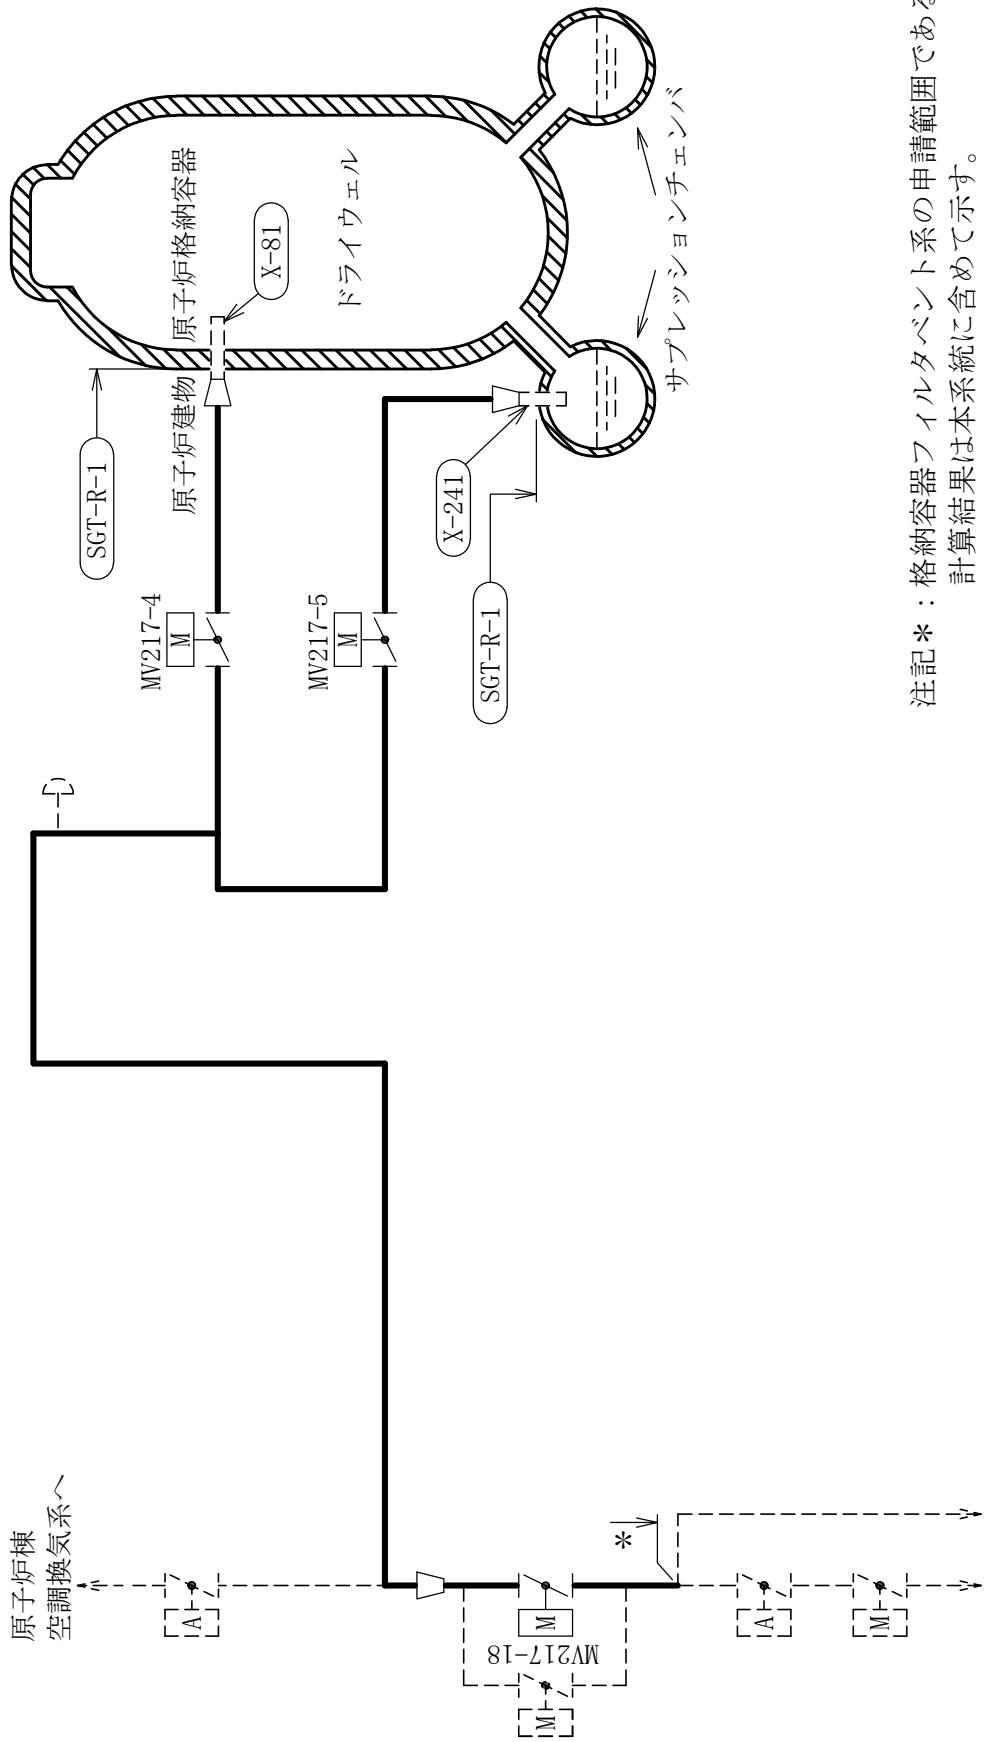 原子炉棟
空調換気系へ
A
M
MV217-18
M
A
M
*
MV217-4
M
MV217-5
M
SGT-R-1
原子炉建物
原子炉格納容器
X-81
ドライウェル
X-241
SGT-R-1
サプレッションチェンバ
注記*：格納容器フィルタベント系の申請範囲である
計算結果は本系統に含めて示す。